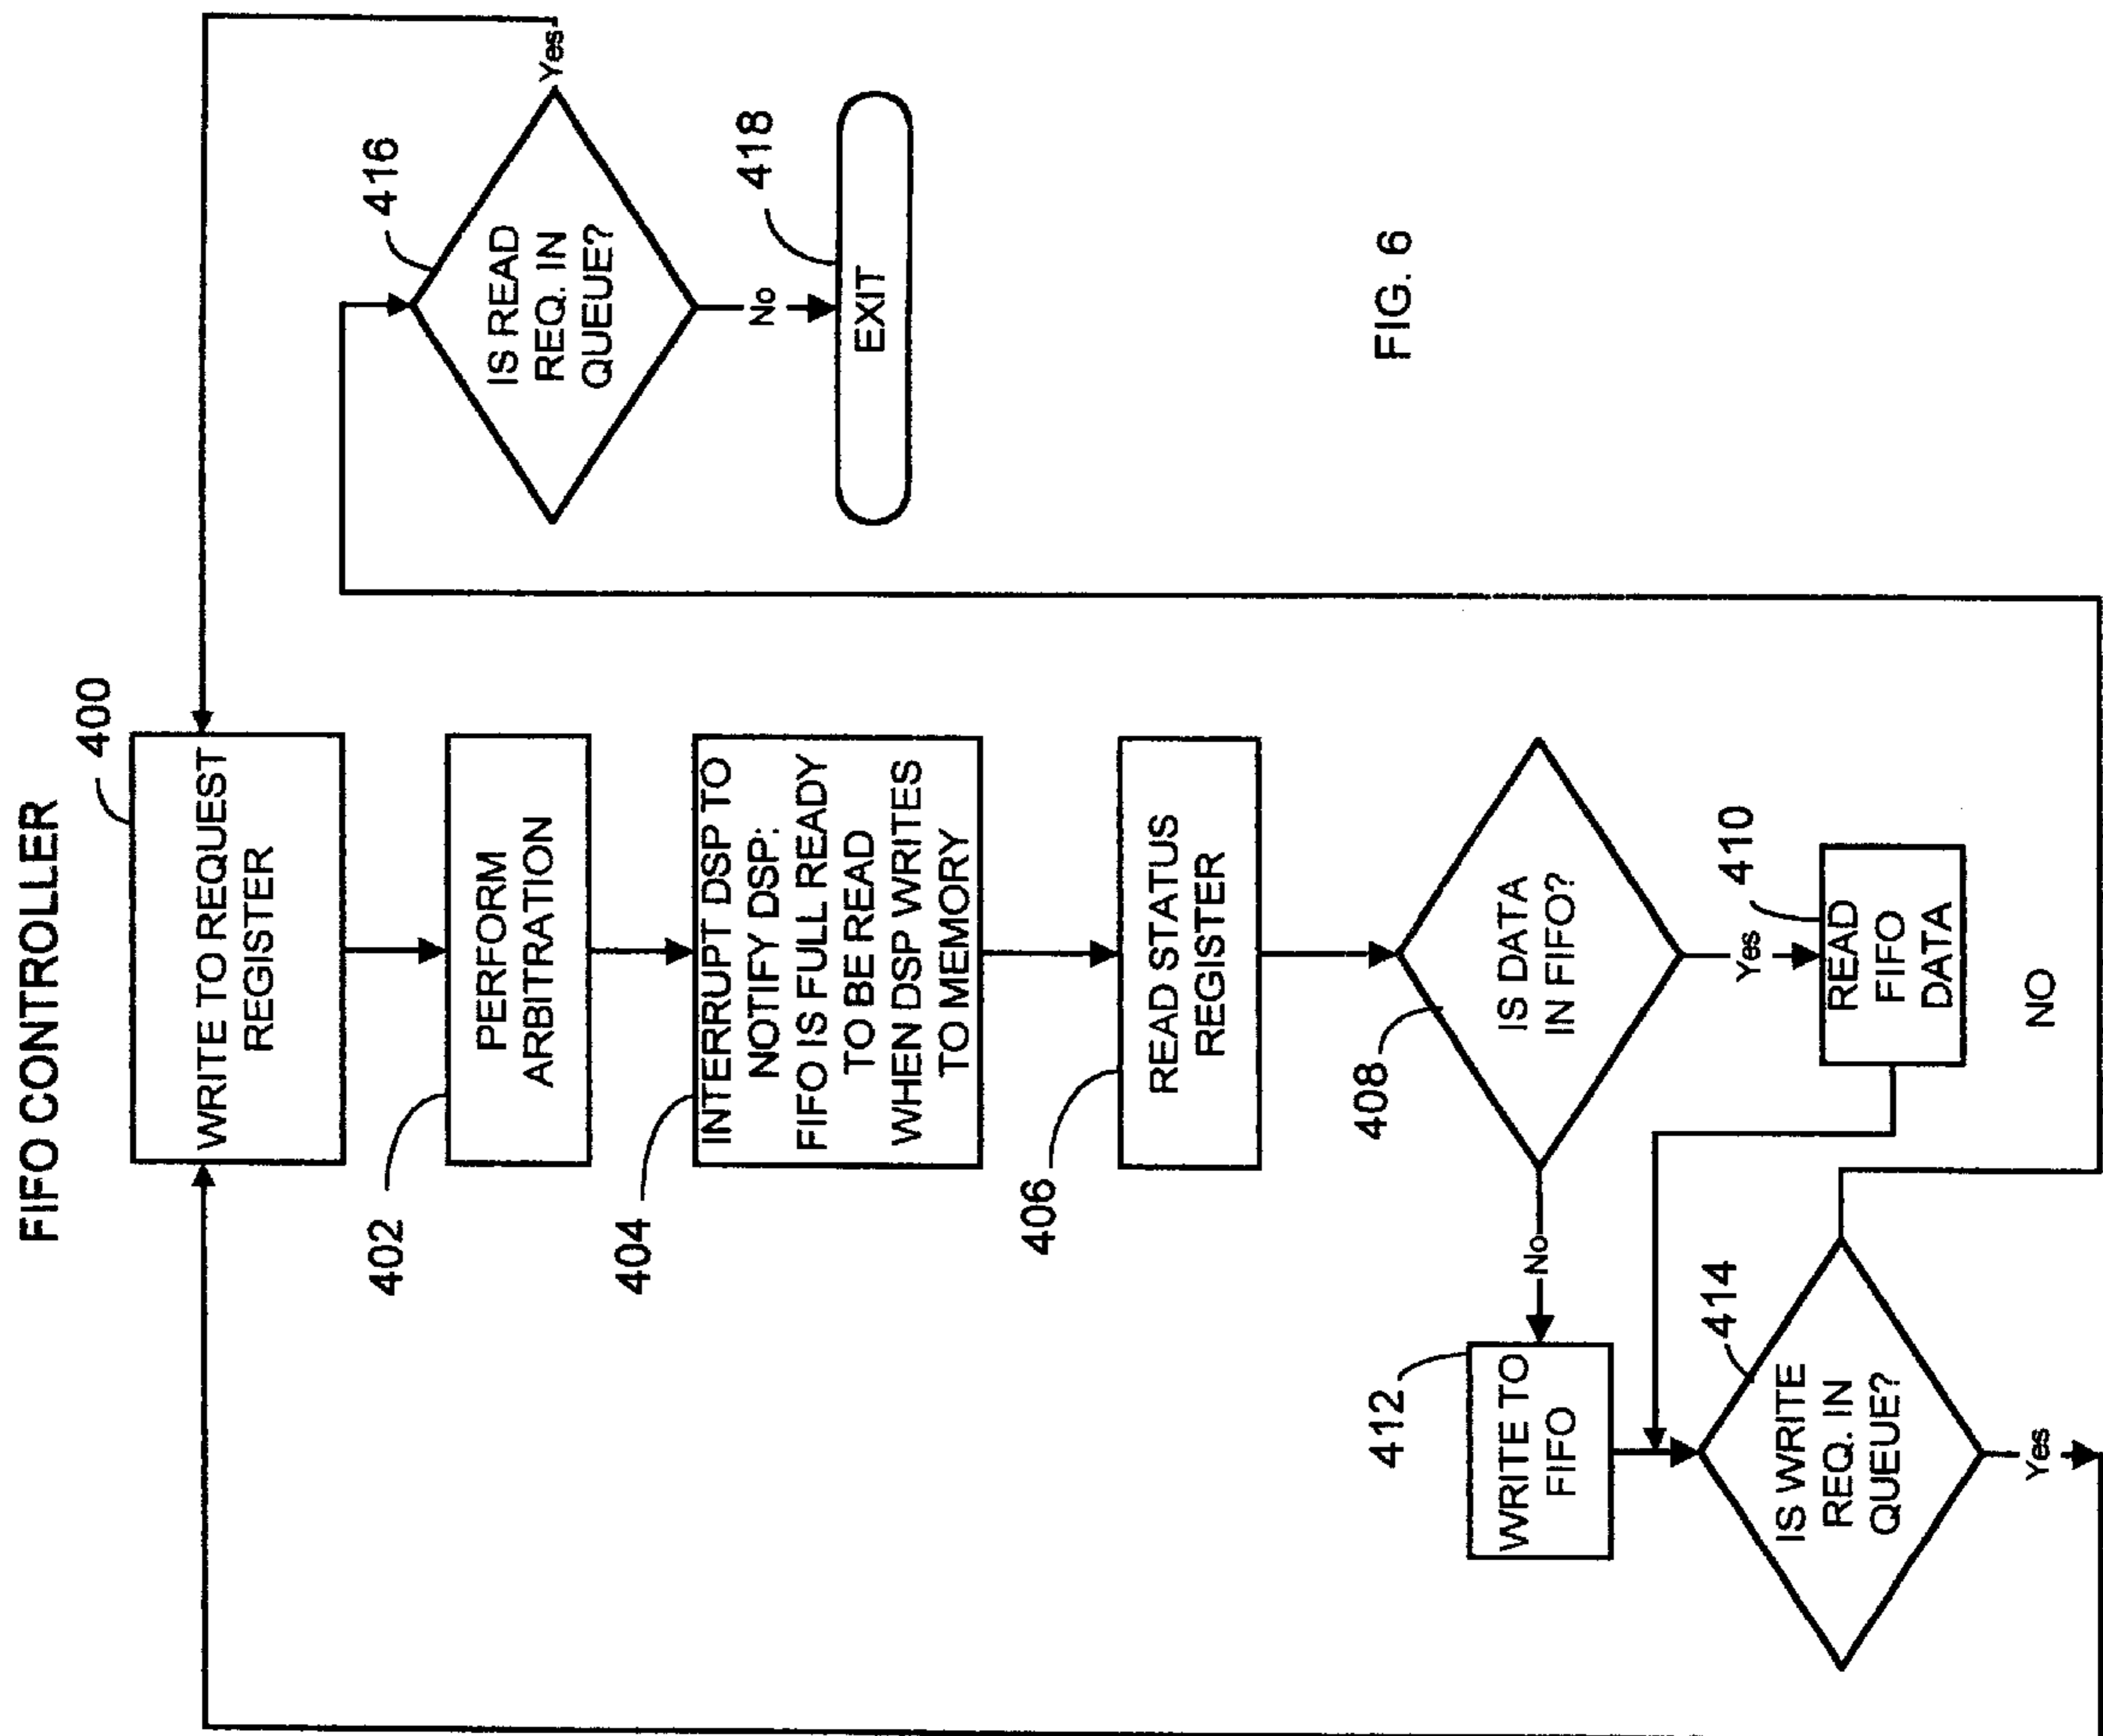 FIFO CONTROLLER
400
WRITE TO REQUEST
REGISTER
402
PERFORM
ARBITRATION
404
INTERRUPT DSP TO
NOTIFY DSP:
FIFO IS FULL READY
TO BE READ
WHEN DSP WRITES
TO MEMORY
406
READ STATUS
REGISTER
408
IS DATA
IN FIFO?
No
Yes
412
WRITE TO
FIFO
410
READ
FIFO
DATA
414
IS WRITE
REQ. IN
QUEUE?
NO
Yes
416
IS READ
REQ. IN
QUEUE?
Yes
No
418
EXIT
FIG. 6